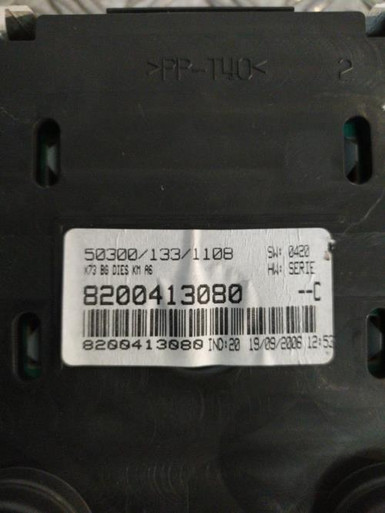 >PP-T40< 2
50300/133/1108 SW: 0420
K73 BG DIES KM A6 HW: SERIE
8200413080 --C
8200413080 IND:20 19/09/2006 12:53